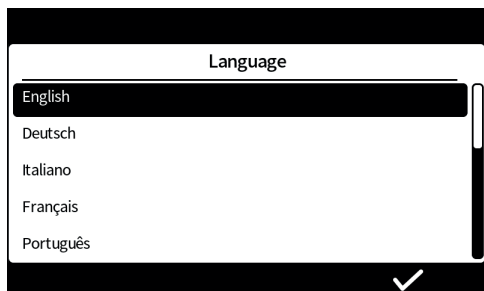 Language
English
Deutsch
Italiano
Français
Português